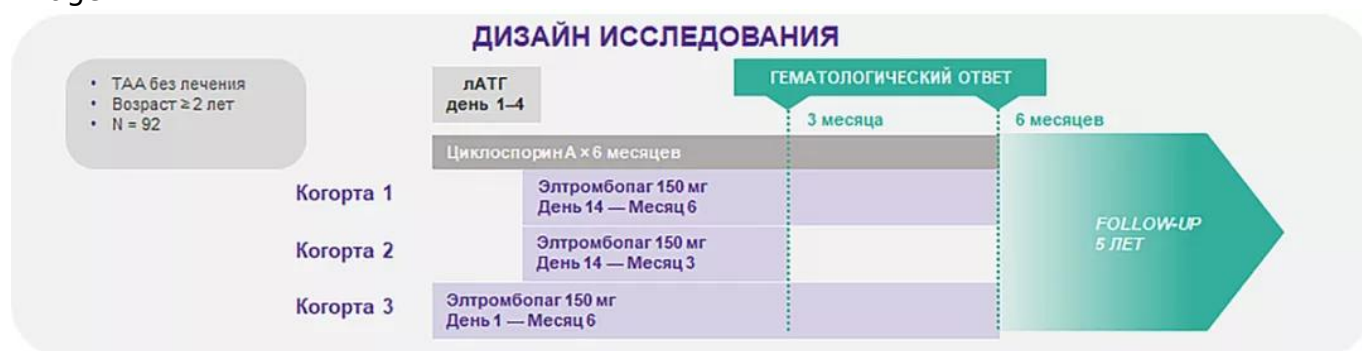 ДИЗАЙН ИССЛЕДОВАНИЯ
• ТАА без лечения
• Возраст ≥ 2 лет
• N = 92
лАТГ
день 1–4
ГЕМАТОЛОГИЧЕСКИЙ ОТВЕТ
3 месяца
6 месяцев
Циклоспорин А × 6 месяцев
Когорта 1
Элтромбопаг 150 мг
День 14 — Месяц 6
Когорта 2
Элтромбопаг 150 мг
День 14 — Месяц 3
Когорта 3
Элтромбопаг 150 мг
День 1 — Месяц 6
FOLLOW-UP
5 ЛЕТ